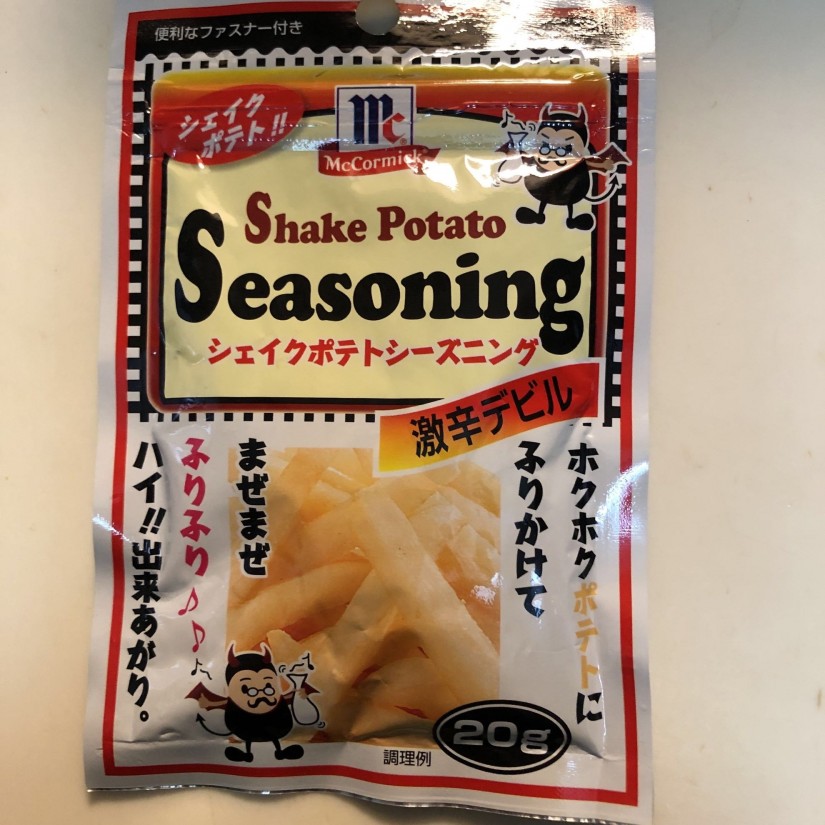 便利なファスナー付き
シェイク
ポテト!!
Mc
McCormick
Shake Potato
Seasoning
シェイクポテトシーズニング
激辛デビル
ホクホクポテトに
ふりかけて
まぜまぜ
ふりふり♪♪
ハイ!!出来あがり。
20g
調理例